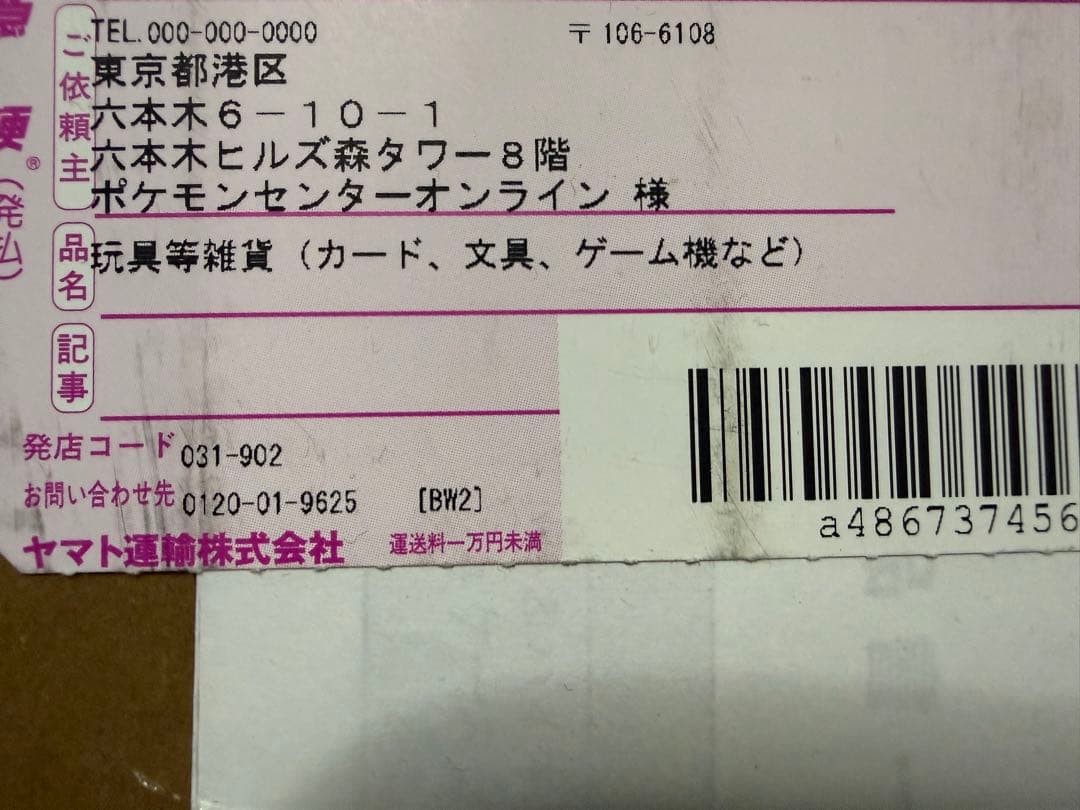 急
便®
(発払)
ご依頼主
TEL.000-000-0000 〒106-6108
東京都港区
六本木6-10-1
六本木ヒルズ森タワー8階
ポケモンセンターオンライン 様
品名
玩具等雑貨(カード、文具、ゲーム機など)
記事
発店コード 031-902
お問い合わせ先 0120-01-9625 [BW2]
ヤマト運輸株式会社 運送料一万円未満
a486737456